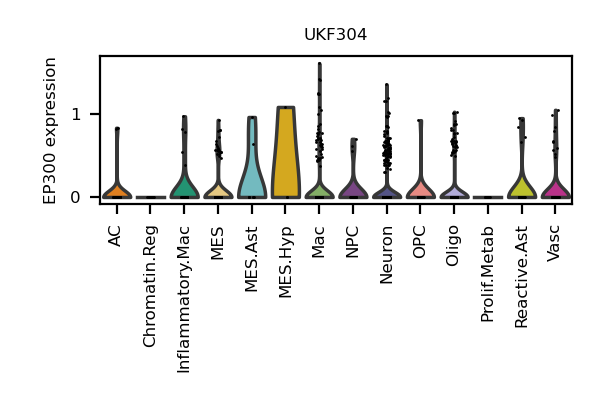 UKF304
EP300 expression
1
0
AC
Chromatin.Reg
Inflammatory.Mac
MES
MES.Ast
MES.Hyp
Mac
NPC
Neuron
OPC
Oligo
Prolif.Metab
Reactive.Ast
Vasc